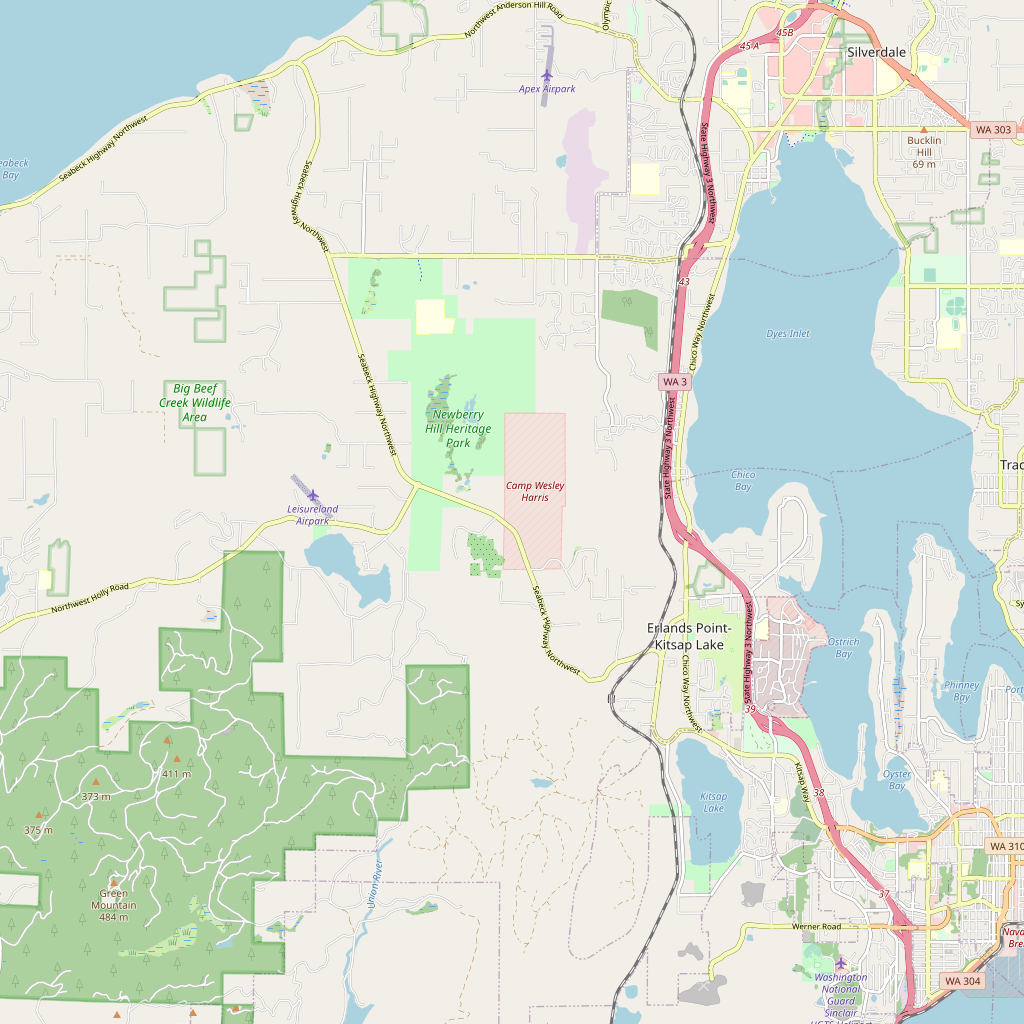 Northwest Anderson Hill Road
Olympic
45 A
45B
Silverdale
Apex Airpark
WA 303
Bucklin
Hill
69 m
Seabeck Highway Northwest
State Highway 3 Northwest
Seabeck
Bay
Seabeck Highway Northwest
43
Dyes Inlet
Chico Way Northwest
Seabeck Highway Northwest
WA 3
Big Beef
Creek Wildlife
Area
Newberry
Hill Heritage
Park
State Highway 3 Northwest
Trac
Chico
Bay
Camp Wesley
Harris
Leisureland
Airpark
Northwest Holly Road
Seabeck Highway Northwest
State Highway 3 Northwest
Erlands Point-
Kitsap Lake
Ostrich
Bay
Chico Way Northwest
Phinney
Bay
Port
39
411 m
373 m
Kitsap Way
Oyster
Bay
Kitsap
Lake
38
375 m
WA 310
Union River
Green
Mountain
484 m
37
Werner Road
Nava
Bre
Washington
National
Guard
Sinclair
WA 304